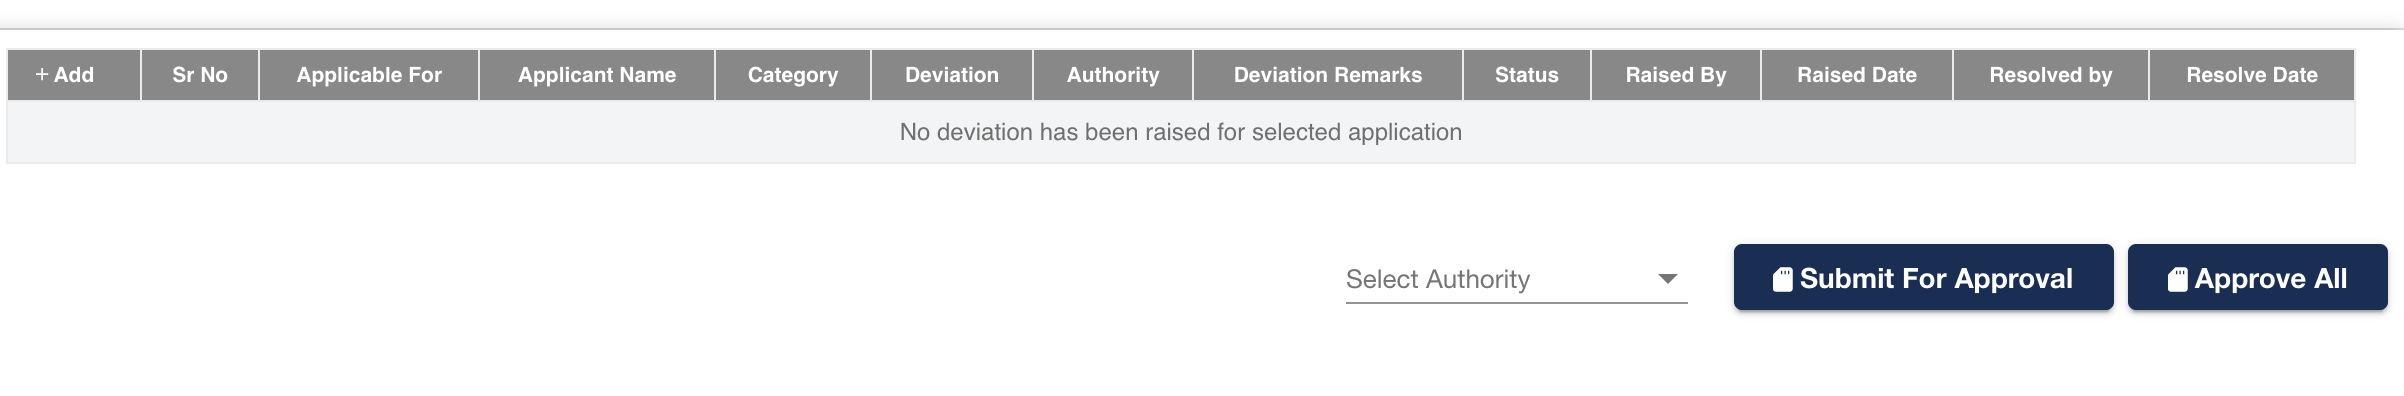 + Add Sr No Applicable For Applicant Name Category Deviation Authority Deviation Remarks Status Raised By Raised Date Resolved by Resolve Date
No deviation has been raised for selected application
Select Authority Submit For Approval Approve All